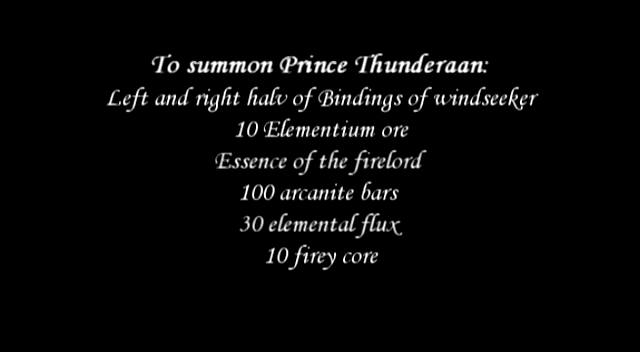 To summon Prince Thunderaan:
Left and right halv of Bindings of windseeker
10 Elementium ore
Essence of the firelord
100 arcanite bars
30 elemental flux
10 firey core